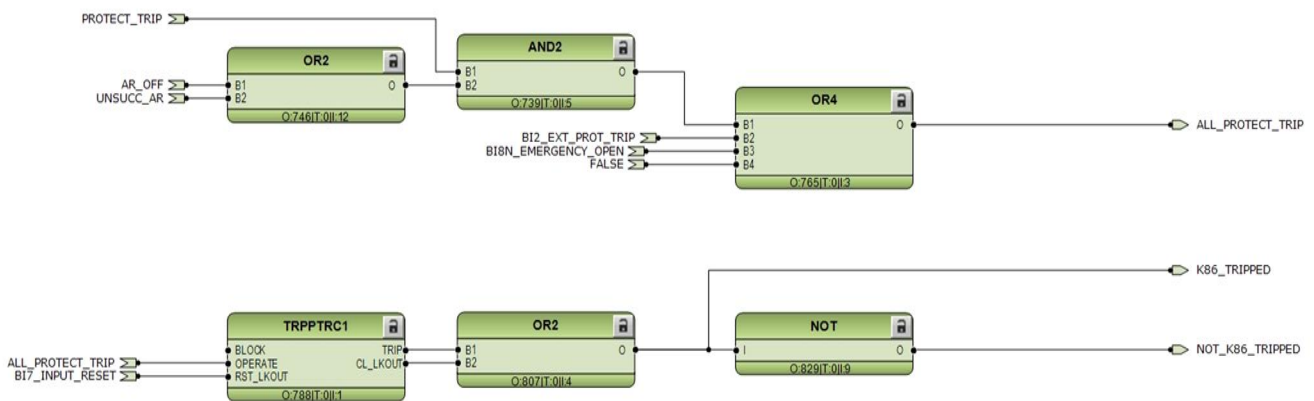 PROTECT_TRIP
AND2
OR2
B1 O
B2
AR_OFF B1 O
UNSUCC_AR B2
O:739|T:0|I:5
OR4
O:746|T:0|I:12
B1 O ALL_PROTECT_TRIP
BI2_EXT_PROT_TRIP B2
BI8N_EMERGENCY_OPEN B3
FALSE B4
O:765|T:0|I:3
K86_TRIPPED
TRPPTRC1 OR2 NOT
BLOCK TRIP B1 O I O NOT_K86_TRIPPED
ALL_PROTECT_TRIP OPERATE CL_LKOUT B2
BI7_INPUT_RESET RST_LKOUT
O:807|T:0|I:4 O:829|T:0|I:9
O:788|T:0|I:1